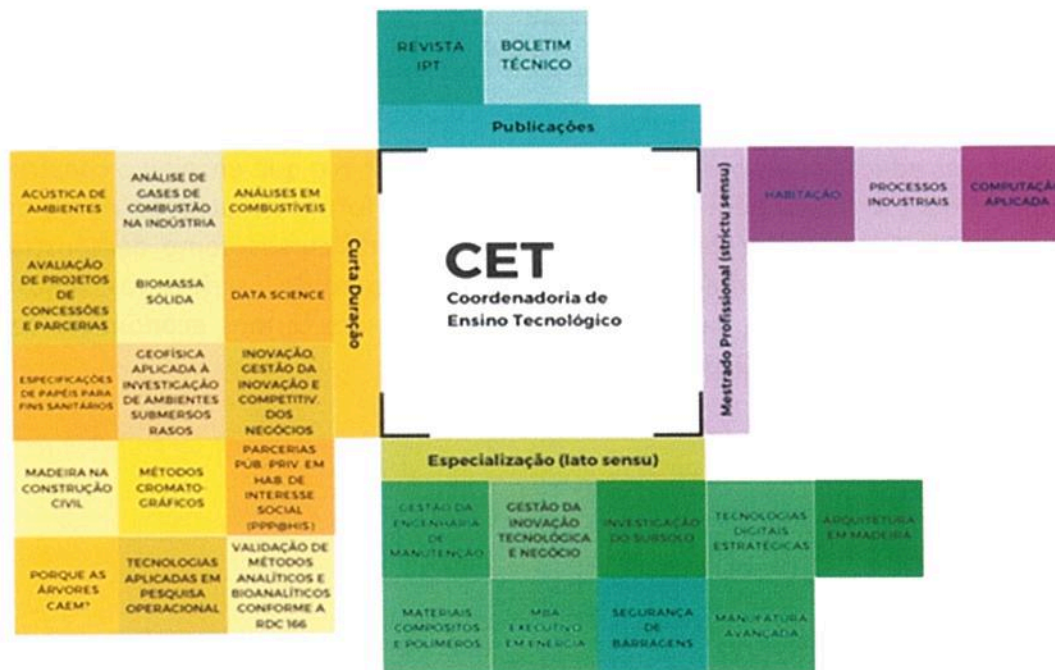 REVISTA
IPT
BOLETIM
TÉCNICO
Publicações
ACÚSTICA DE
AMBIENTES
ANÁLISE DE
GASES DE
COMBUSTÃO
NA INDÚSTRIA
ANÁLISES EM
COMBUSTÍVEIS
AVALIAÇÃO
DE PROJETOS
DE
CONCESSÕES
E PARCERIAS
BIOMASSA
SÓLIDA
DATA SCIENCE
ESPECIFICAÇÕES
DE PAPÉIS PARA
FINS SANITÁRIOS
GEOFÍSICA
APLICADA À
INVESTIGAÇÃO
DE AMBIENTES
SUBMERSOS
RASOS
INOVAÇÃO,
GESTÃO DA
INOVAÇÃO E
COMPETITIV.
DOS
NEGÓCIOS
MADEIRA NA
CONSTRUÇÃO
CIVIL
MÉTODOS
CROMATO-
GRÁFICOS
PARCERIAS
PÚB. PRIV. EM
HAB. DE
INTERESSE
SOCIAL
(PPP@HIS)
PORQUE AS
ÁRVORES
CAEM?
TECNOLOGIAS
APLICADAS EM
PESQUISA
OPERACIONAL
VALIDAÇÃO DE
MÉTODOS
ANALÍTICOS E
BIOANALÍTICOS
CONFORME A
RDC 166
Curta Duração
CET
Coordenadoria de
Ensino Tecnológico
Mestrado Profissional (strictu sensu)
HABITAÇÃO
PROCESSOS
INDUSTRIAIS
COMPUTAÇÃO
APLICADA
Especialização (lato sensu)
GESTÃO DA
ENGENHARIA
DE
MANUTENÇÃO
GESTÃO DA
INOVAÇÃO
TECNOLÓGICA
E NEGÓCIO
INVESTIGAÇÃO
DO SUBSOLO
TECNOLOGIAS
DIGITAIS
ESTRATÉGICAS
ARQUITETURA
EM MADEIRA
MATERIAIS
COMPÓSITOS
E POLÍMEROS
MBA
EXECUTIVO
EM ENERGIA
SEGURANÇA
DE
BARRAGENS
MANUFATURA
AVANÇADA